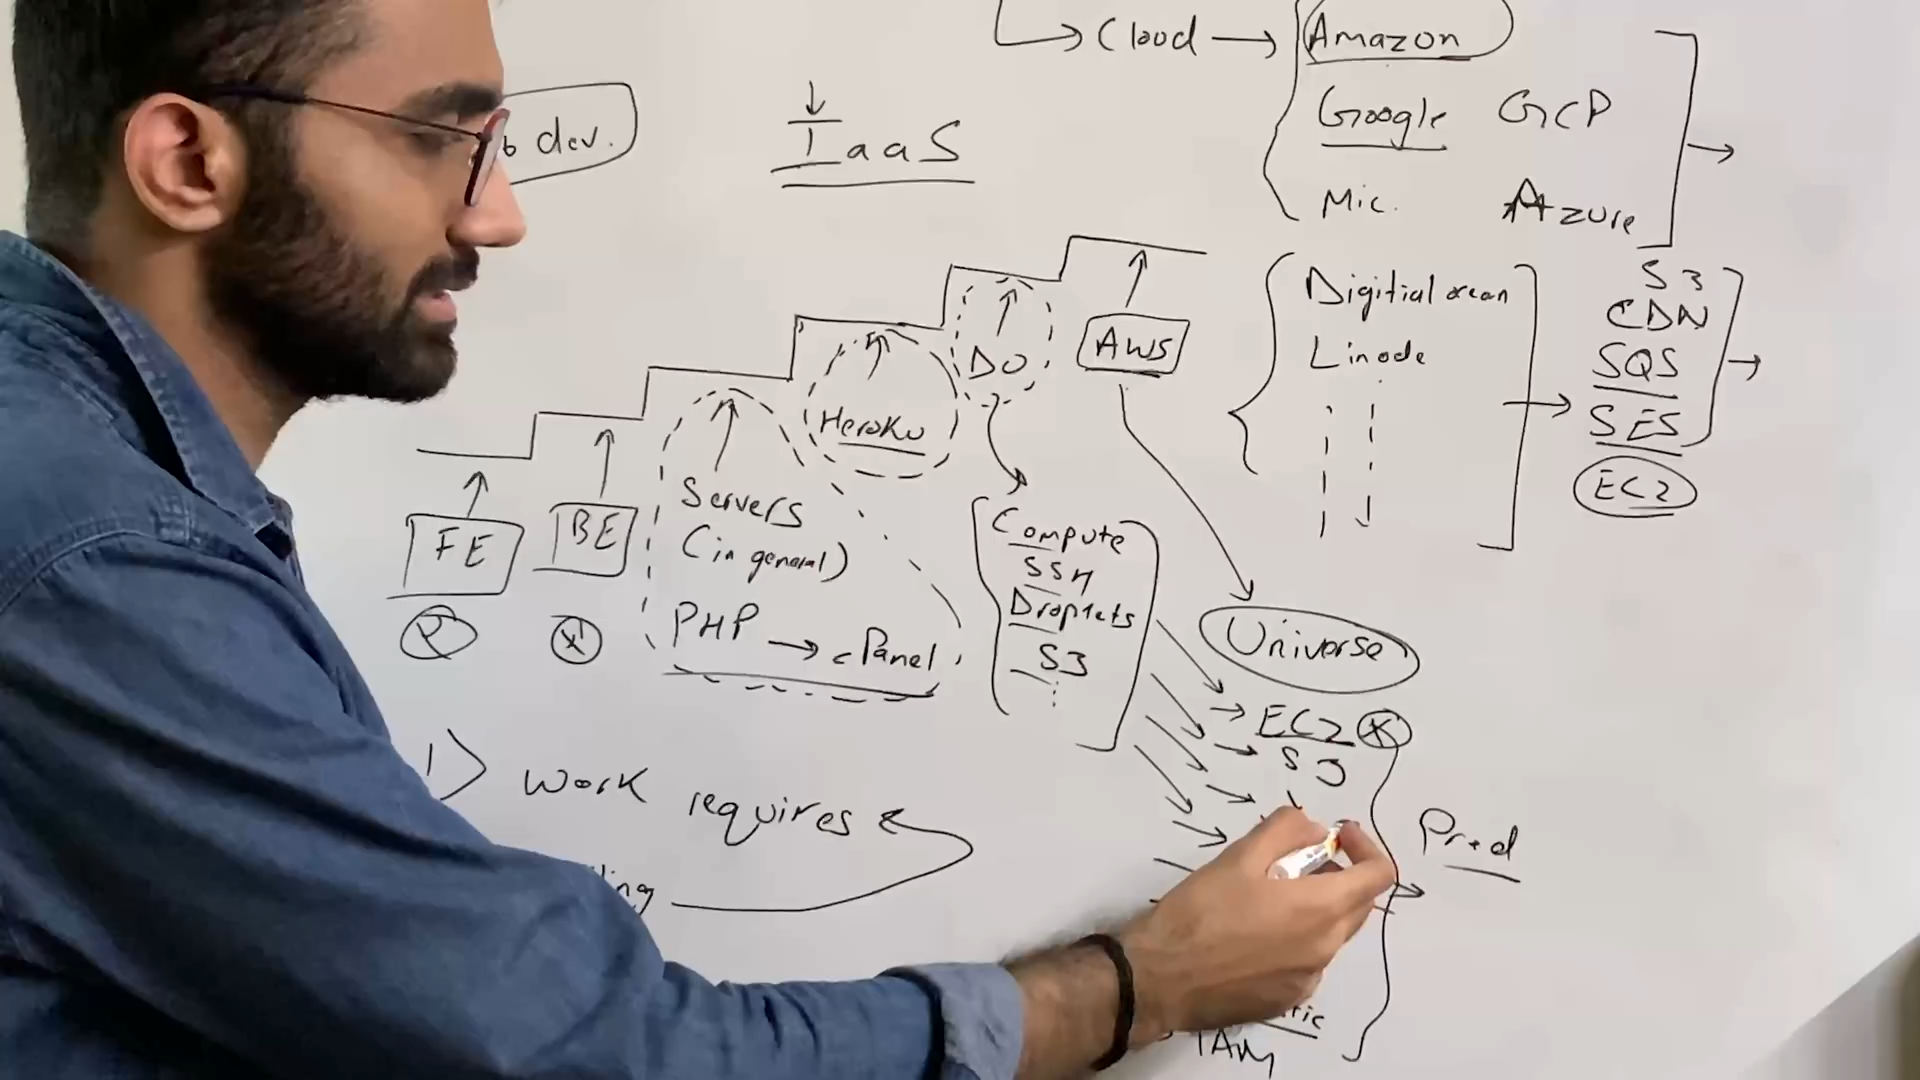 Cloud → Amazon
Google GCP
Mic. Azure
dev.
IaaS
Digitial ocean
Linode
S3
CDN
SQS
SES
EC2
AWS
DO
Heroku
Servers
(in general)
PHP → cPanel
BE
FE
Compute
SSH
Droplets
S3
Universe
EC2
S3
Prod
1) Work requires
IAM